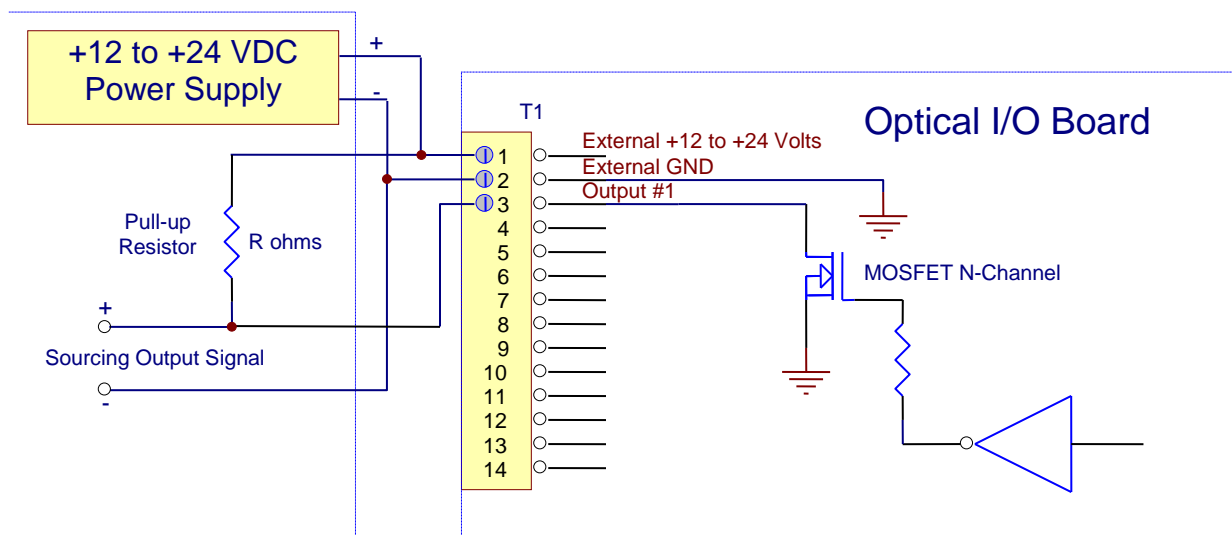 +12 to +24 VDC
Power Supply
+
-
T1
Optical I/O Board
External +12 to +24 Volts
External GND
Output #1
1
2
3
4
5
6
7
8
9
10
11
12
13
14
Pull-up
Resistor
R ohms
MOSFET N-Channel
+
Sourcing Output Signal
-